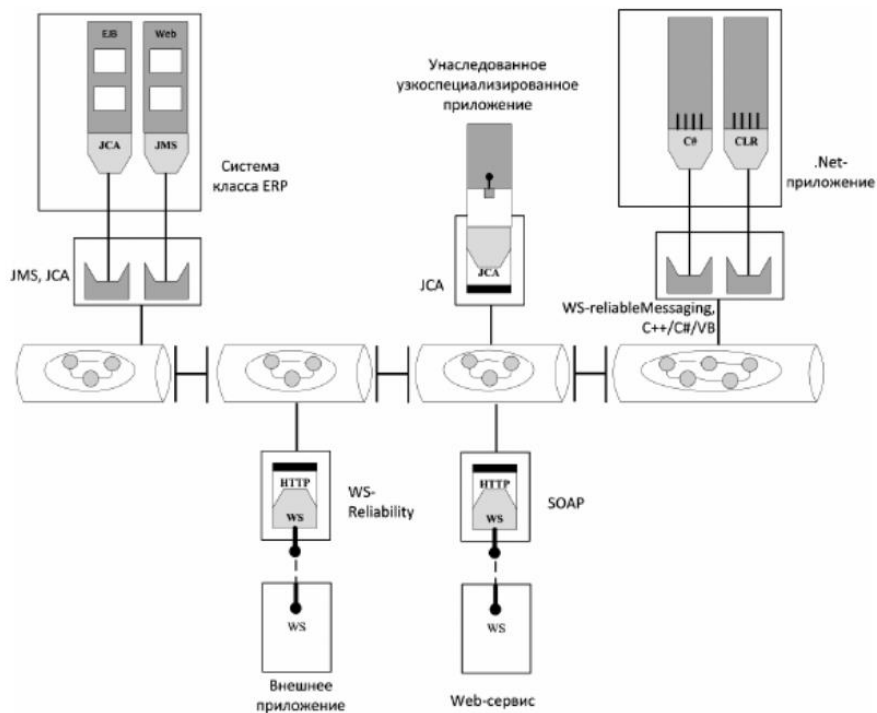 EJB
Web
JCA
JMS
Система
класса ERP
JMS, JCA
Унаследованное
узкоспециализированное
приложение
JCA
JCA
C#
CLR
.Net-
приложение
WS-reliableMessaging,
C++/C#/VB
HTTP
WS
WS-
Reliability
WS
Внешнее
приложение
HTTP
WS
SOAP
WS
Web-сервис